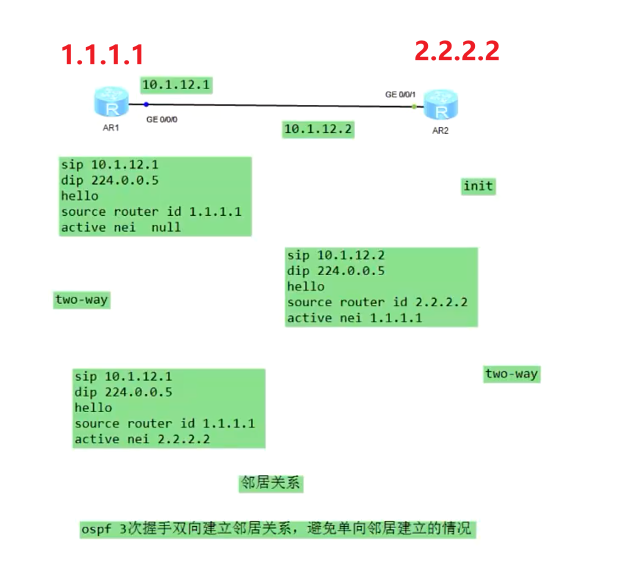 1.1.1.1
2.2.2.2
10.1.12.1
GE 0/0/1
R
R
AR1
GE 0/0/0
10.1.12.2
AR2
sip 10.1.12.1
dip 224.0.0.5
hello
source router id 1.1.1.1
active nei  null
init
sip 10.1.12.2
dip 224.0.0.5
hello
source router id 2.2.2.2
active nei 1.1.1.1
two-way
two-way
sip 10.1.12.1
dip 224.0.0.5
hello
source router id 1.1.1.1
active nei 2.2.2.2
邻居关系
ospf 3次握手双向建立邻居关系，避免单向邻居建立的情况